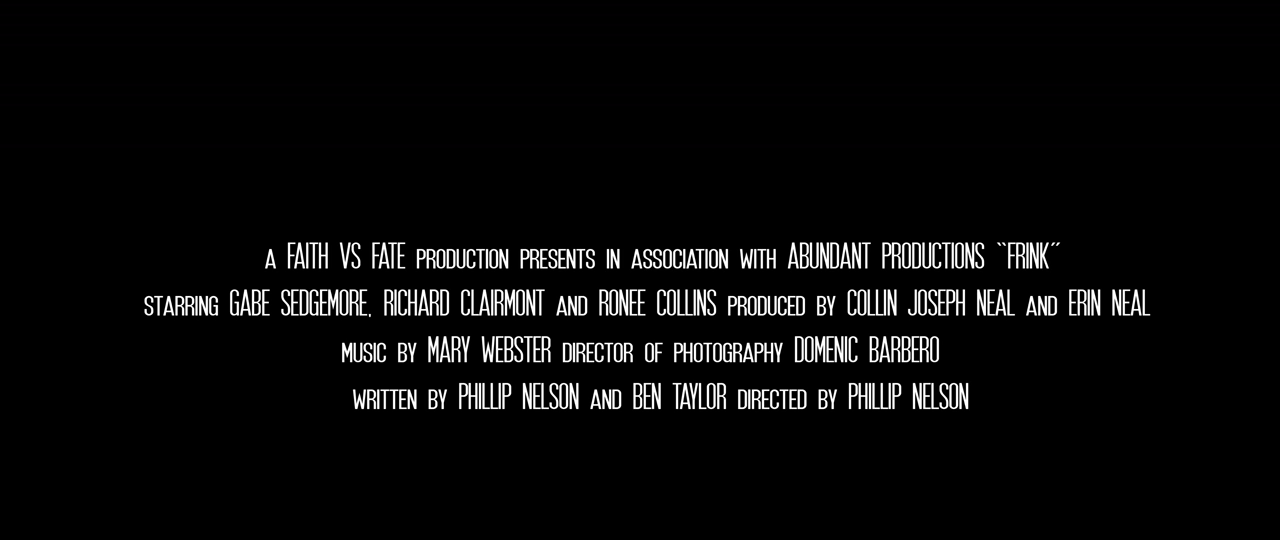 A FAITH VS FATE PRODUCTION PRESENTS IN ASSOCIATION WITH ABUNDANT PRODUCTIONS “FRINK”
STARRING GABE SEDGEMORE, RICHARD CLAIRMONT AND RONEE COLLINS PRODUCED BY COLLIN JOSEPH NEAL AND ERIN NEAL
MUSIC BY MARY WEBSTER DIRECTOR OF PHOTOGRAPHY DOMENIC BARBERO
WRITTEN BY PHILLIP NELSON AND BEN TAYLOR DIRECTED BY PHILLIP NELSON